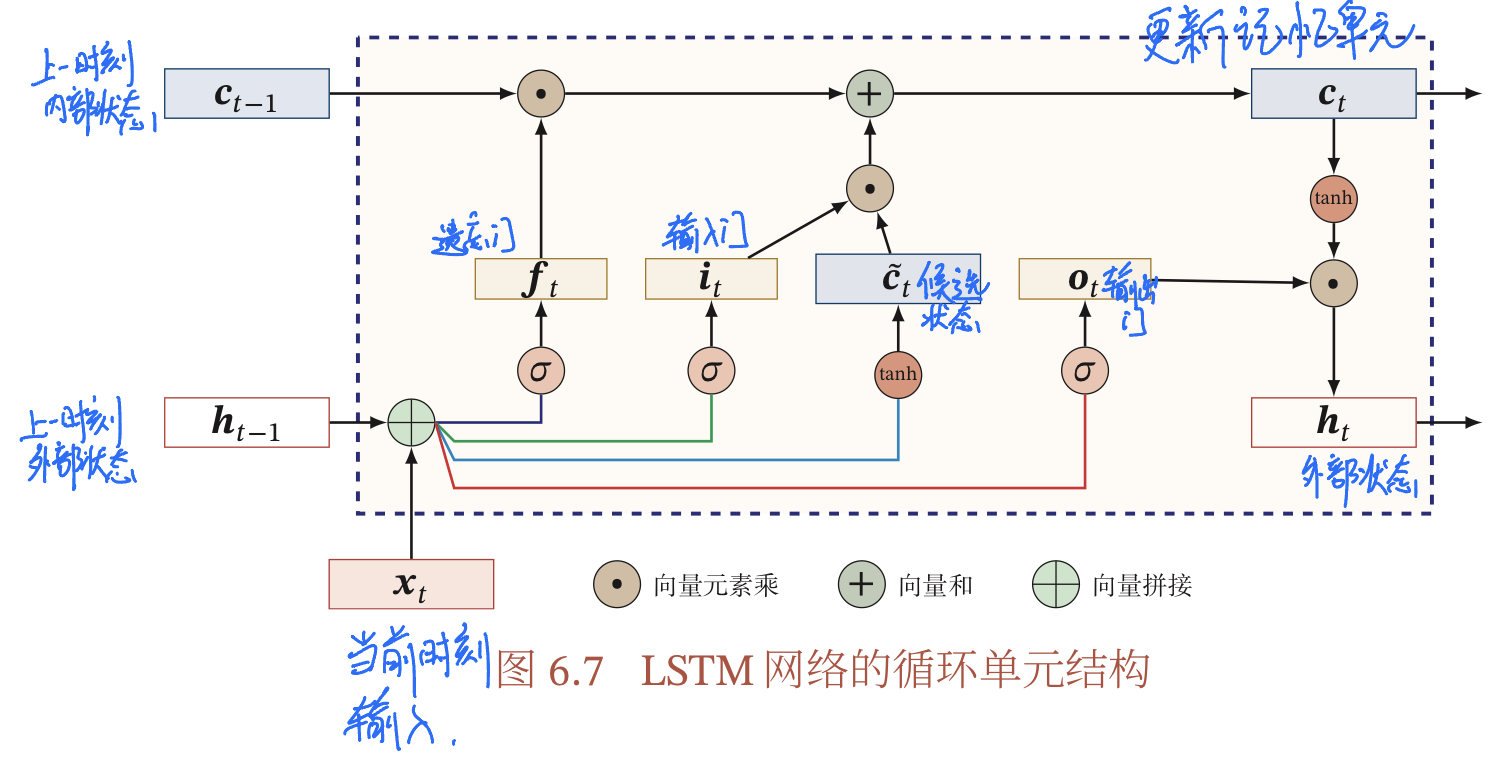 更新记忆单元
上一时刻
内部状态
c_{t−1}
c_t
tanh
遗忘门
输入门
f_t
i_t
c̃_t 候选
状态
o_t 输出
门
σ
σ
tanh
σ
上一时刻
外部状态
h_{t−1}
h_t
外部状态
x_t
向量元素乘
向量和
向量拼接
当前时刻
输入.
图 6.7 LSTM 网络的循环单元结构